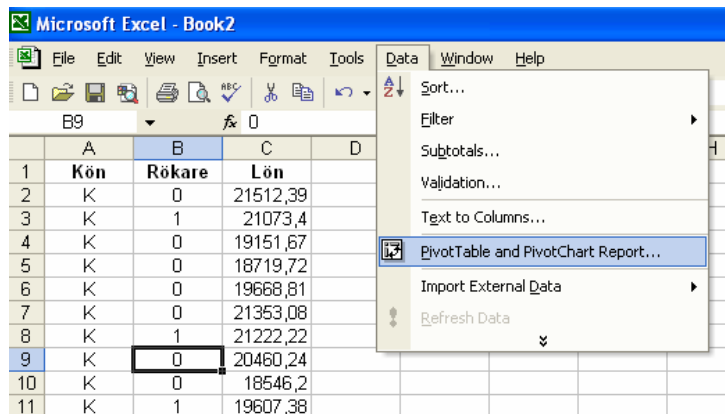 Microsoft Excel - Book2
File Edit View Insert Format Tools Data Window Help
ABC
B9 fx 0
A B C D H
1 Kön Rökare Lön
2 K 0 21512,39
3 K 1 21073,4
4 K 0 19151,67
5 K 0 18719,72
6 K 0 19668,81
7 K 0 21353,08
8 K 1 21222,22
9 K 0 20460,24
10 K 0 18546,2
11 K 1 19607,38
A Z Sort...
Filter
Subtotals...
Validation...
Text to Columns...
PivotTable and PivotChart Report...
Import External Data
Refresh Data